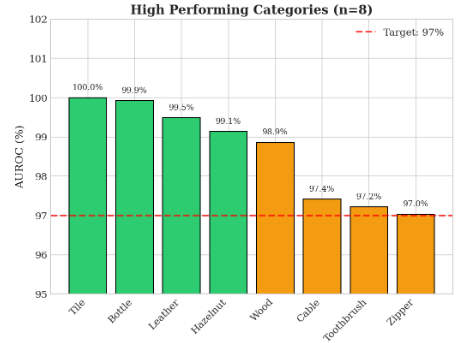 High Performing Categories (n=8)
Target: 97%
AUROC (%)
102
101
100
99
98
97
96
95
100.0%
99.9%
99.5%
99.1%
98.9%
97.4%
97.2%
97.0%
Tile
Bottle
Leather
Hazelnut
Wood
Cable
Toothbrush
Zipper